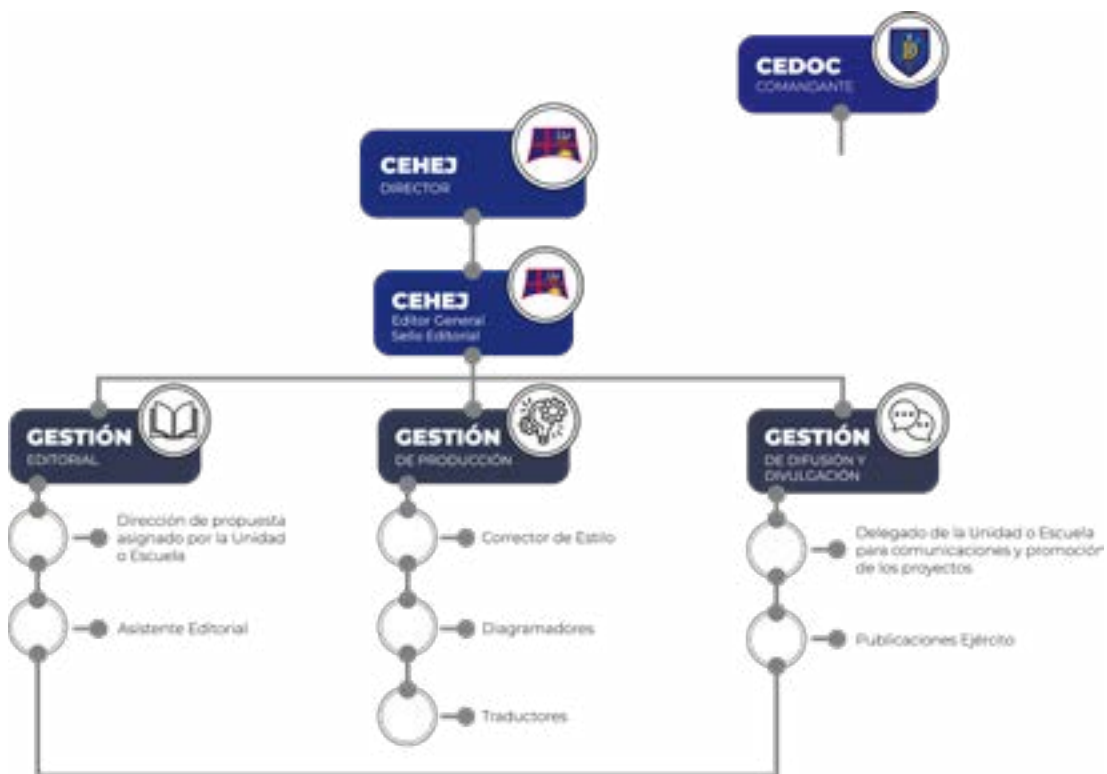 CEDOC
COMANDANTE
CEHEJ
DIRECTOR
CEHEJ
Editor General
Sello Editorial
GESTIÓN
EDITORIAL
Dirección de propuesta
asignado por la Unidad
o Escuela
Asistente Editorial
GESTIÓN
DE PRODUCCIÓN
Corrector de Estilo
Diagramadores
Traductores
GESTIÓN
DE DIFUSIÓN Y
DIVULGACIÓN
Delegado de la Unidad o Escuela
para comunicaciones y promoción
de los proyectos
Publicaciones Ejército